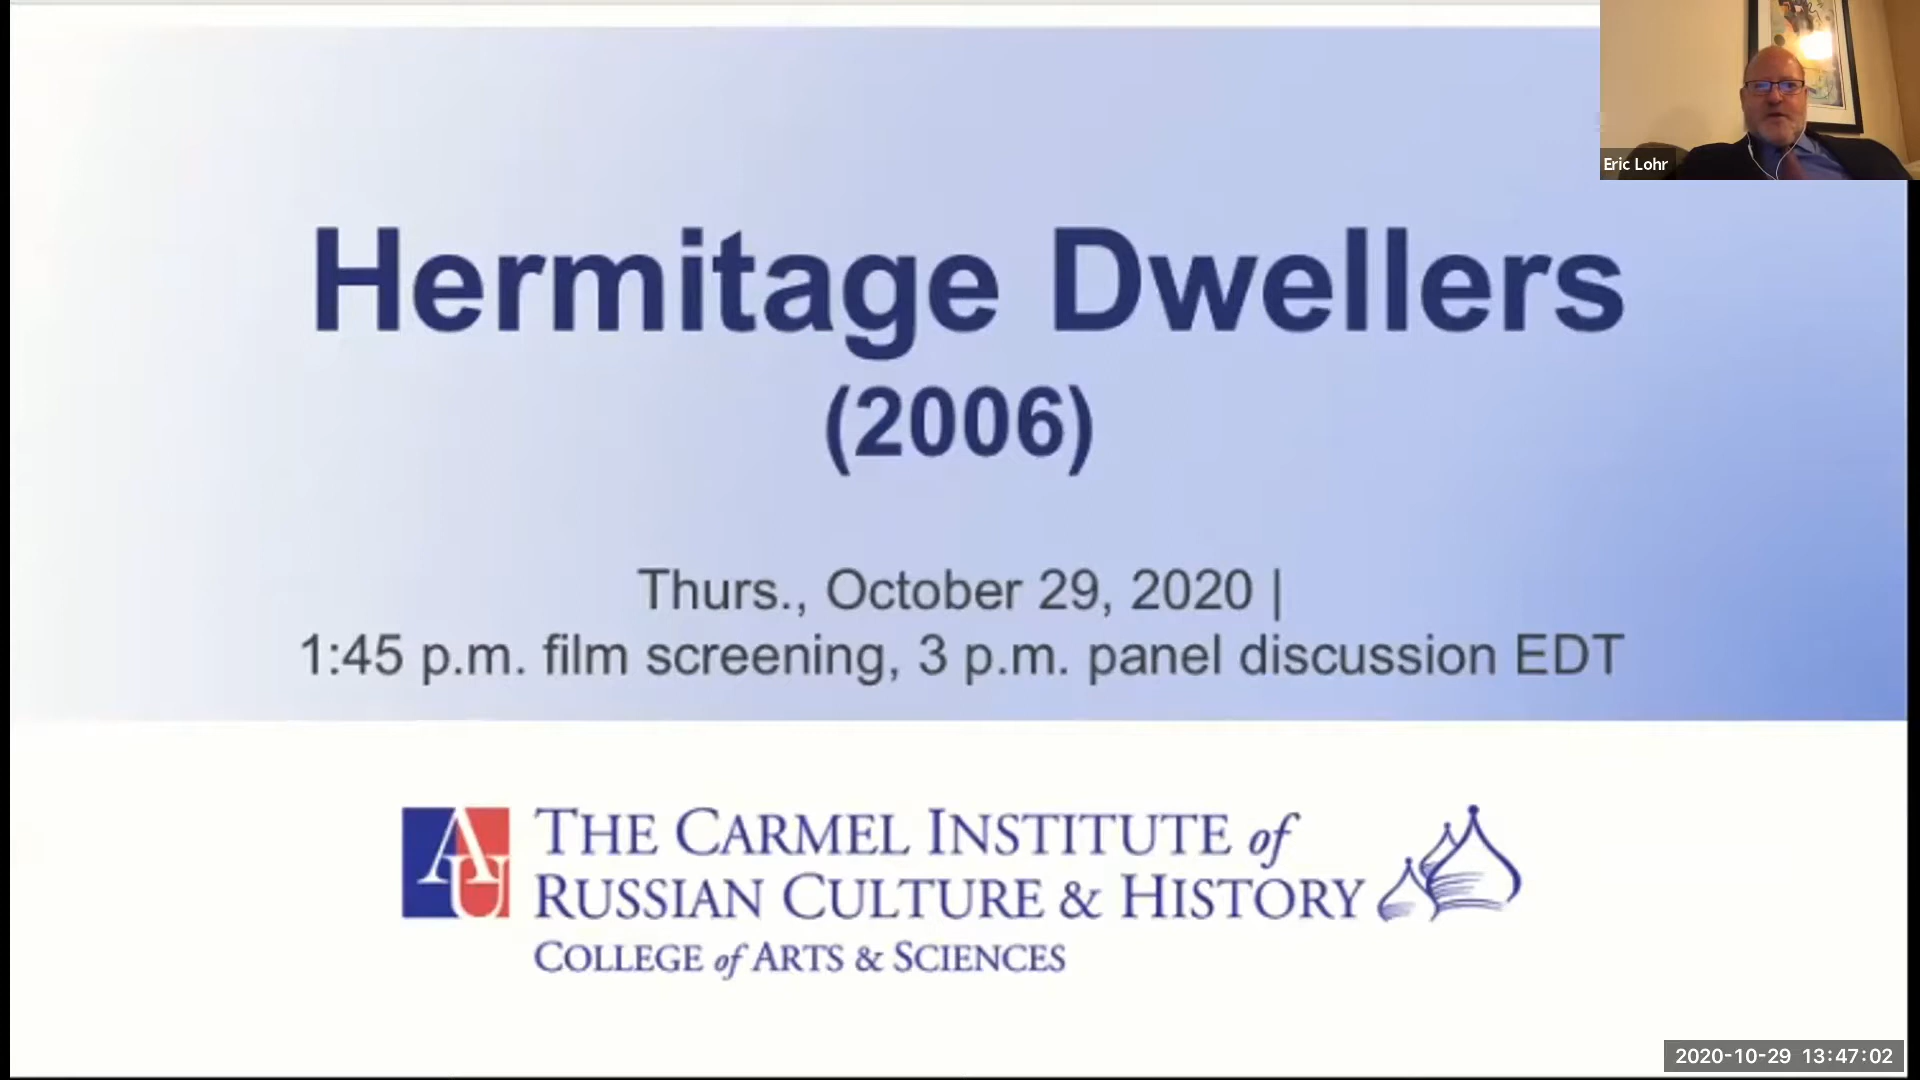 Eric Lohr
Hermitage Dwellers
(2006)
Thurs., October 29, 2020 |
1:45 p.m. film screening, 3 p.m. panel discussion EDT
AU
THE CARMEL INSTITUTE of
RUSSIAN CULTURE & HISTORY
COLLEGE of ARTS & SCIENCES
2020-10-29 13:47:02